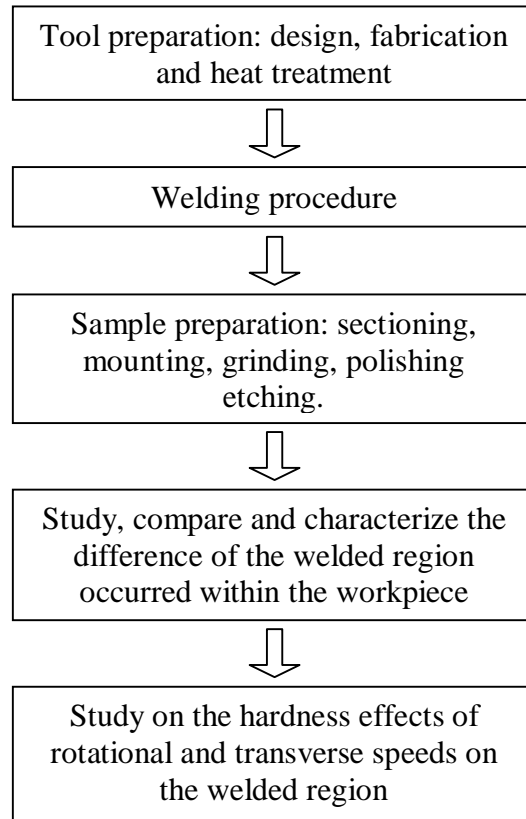 Tool preparation: design, fabrication
and heat treatment
Welding procedure
Sample preparation: sectioning,
mounting, grinding, polishing
etching.
Study, compare and characterize the
difference of the welded region
occurred within the workpiece
Study on the hardness effects of
rotational and transverse speeds on
the welded region